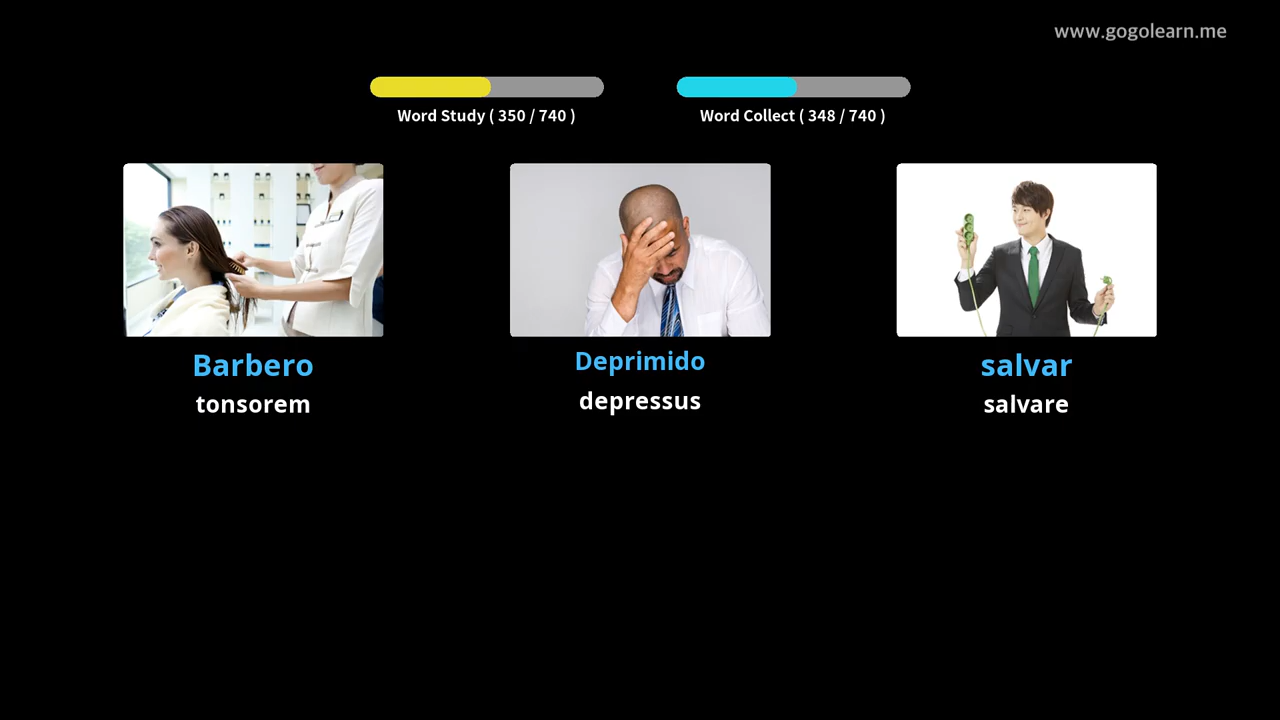 www.gogolearn.me
Word Study ( 350 / 740 )
Word Collect ( 348 / 740 )
Barbero
tonsorem
Deprimido
depressus
salvar
salvare